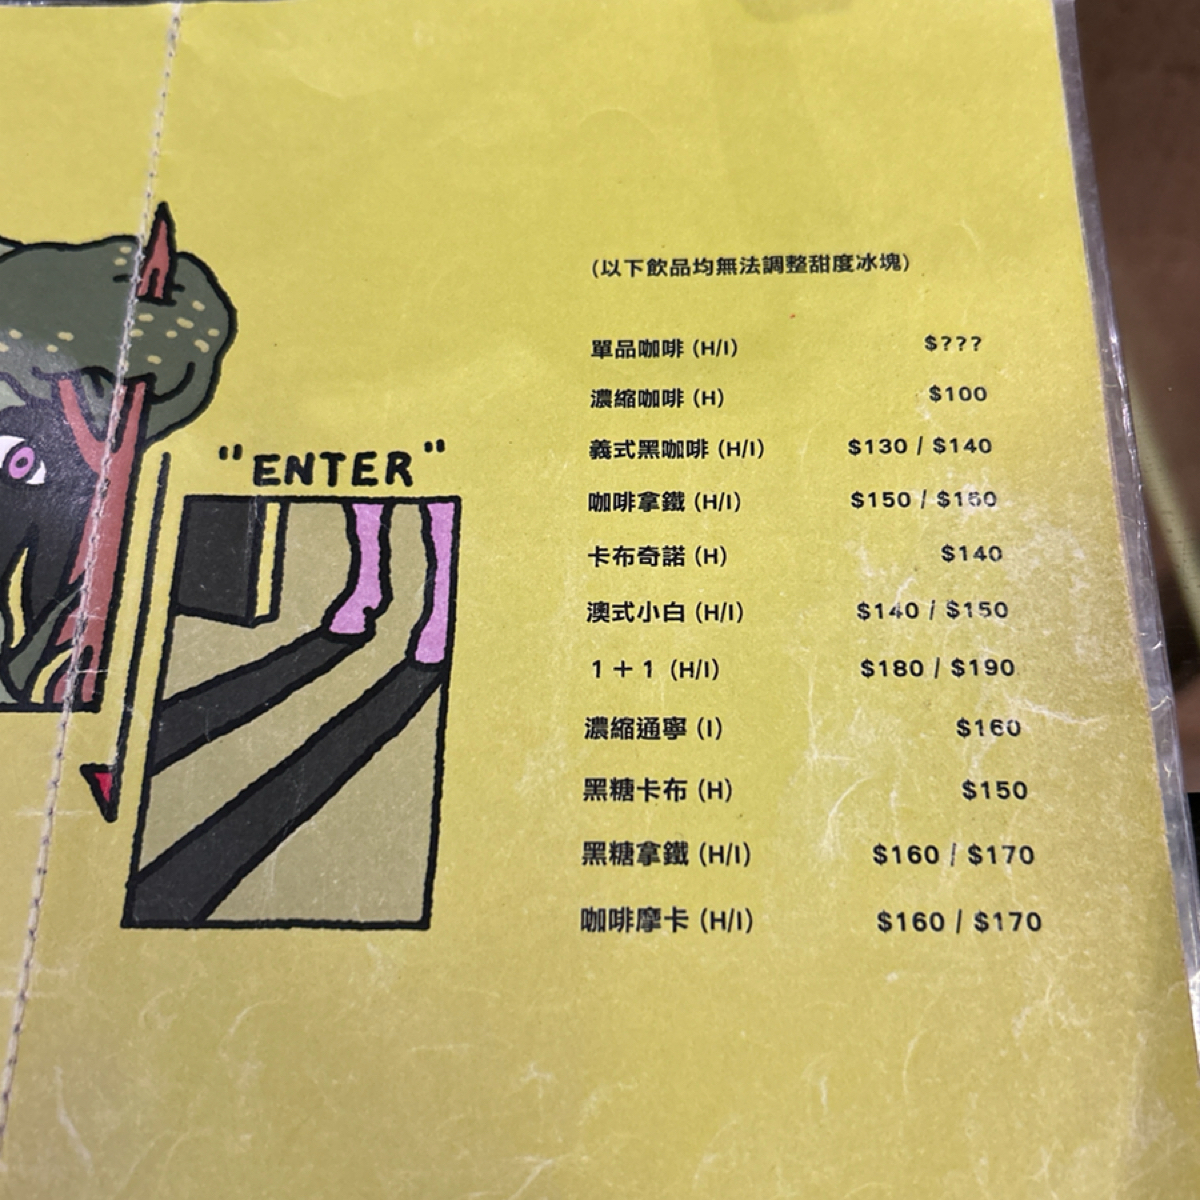 "ENTER"
(以下飲品均無法調整甜度冰塊)
單品咖啡 (H/I) $???
濃縮咖啡 (H) $100
義式黑咖啡 (H/I) $130 / $140
咖啡拿鐵 (H/I) $150 / $160
卡布奇諾 (H) $140
澳式小白 (H/I) $140 / $150
1 + 1 (H/I) $180 / $190
濃縮通寧 (I) $160
黑糖卡布 (H) $150
黑糖拿鐵 (H/I) $160 / $170
咖啡摩卡 (H/I) $160 / $170